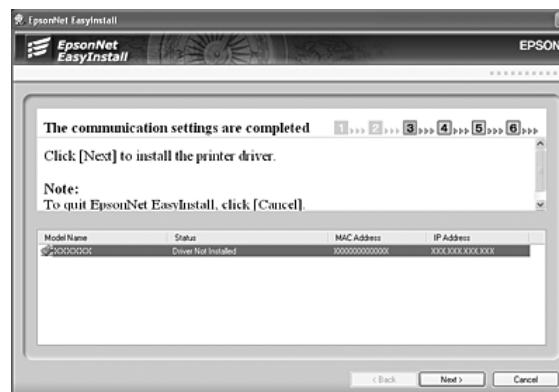 EpsonNet EasyInstall
EpsonNet
EasyInstall
EPSON
The communication settings are completed
1 2 3 4 5 6
Click [Next] to install the printer driver.
Note:
To quit EpsonNet EasyInstall, click [Cancel].
Model Name Status MAC Address IP Address
XXXXXXX Driver Not Installed XXXXXXXXXXXX XXX.XXX.XXX.XXX
< Back Next > Cancel